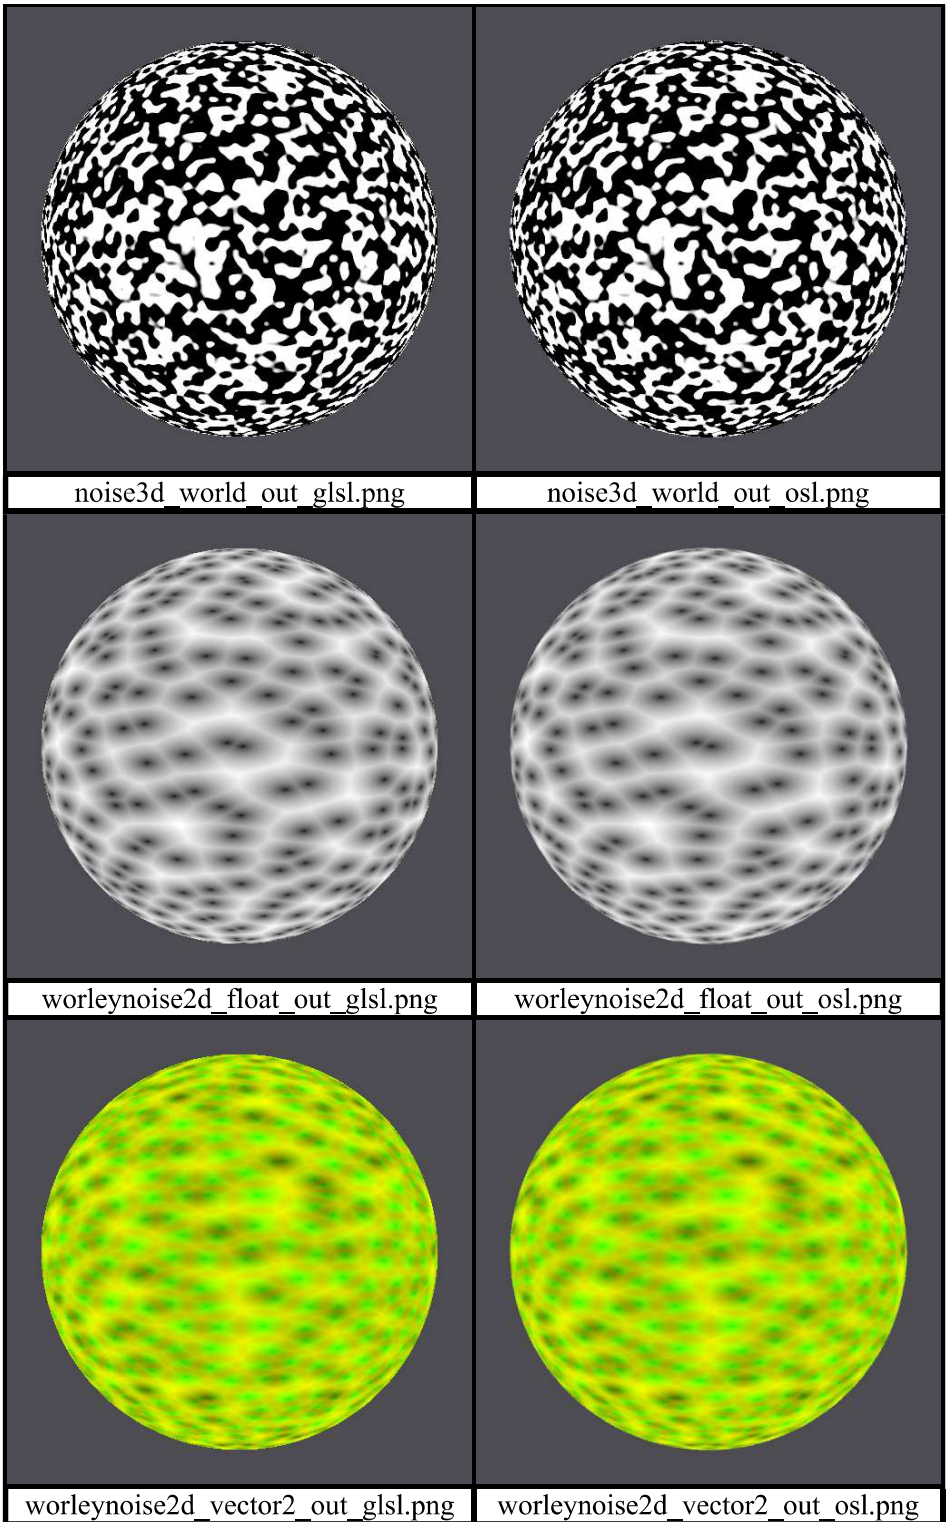 noise3d_world_out_glsl.png
noise3d_world_out_osl.png
worleynoise2d_float_out_glsl.png
worleynoise2d_float_out_osl.png
worleynoise2d_vector2_out_glsl.png
worleynoise2d_vector2_out_osl.png